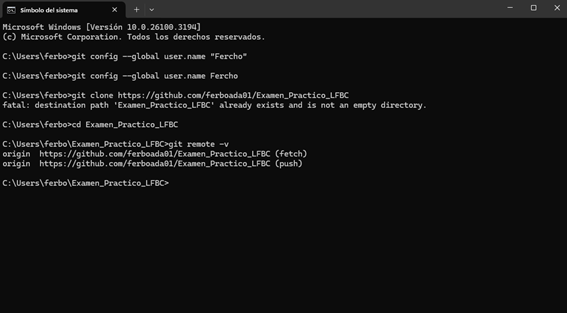 Símbolo del sistema
Microsoft Windows [Versión 10.0.26100.3194]
(c) Microsoft Corporation. Todos los derechos reservados.
C:\Users\ferbo>git config --global user.name "Fercho"
C:\Users\ferbo>git config --global user.name Fercho
C:\Users\ferbo>git clone https://github.com/ferboada01/Examen_Practico_LFBC
fatal: destination path 'Examen_Practico_LFBC' already exists and is not an empty directory.
C:\Users\ferbo>cd Examen_Practico_LFBC
C:\Users\ferbo\Examen_Practico_LFBC>git remote -v
origin  https://github.com/ferboada01/Examen_Practico_LFBC (fetch)
origin  https://github.com/ferboada01/Examen_Practico_LFBC (push)
C:\Users\ferbo\Examen_Practico_LFBC>